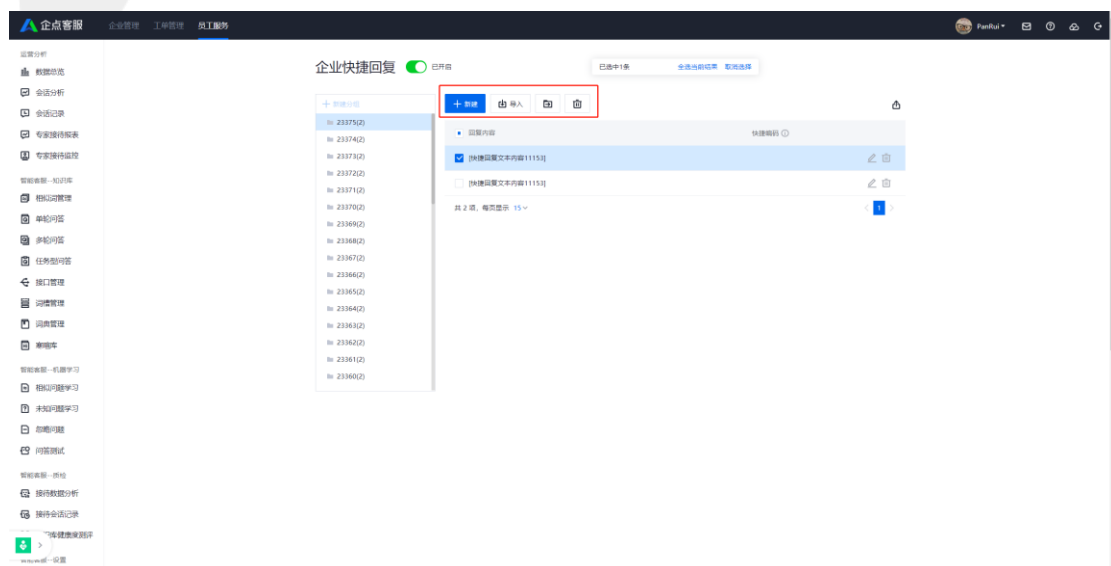 企点客服 企业管理 工单管理 员工服务 PanRui
运营分析
数据总览
会话分析
会话记录
专家接待报表
专家接待监控
智能客服--知识库
相似词管理
单轮问答
多轮问答
任务型问答
接口管理
词槽管理
词典管理
寒暄库
智能客服--机器学习
相似问题学习
未知问题学习
忽略问题
问答测试
智能客服--质检
接待数据分析
接待会话记录
库健康度测评
企业快捷回复 已开启
已选中1条 全选当前结果 取消选择
新建分组
23375(2)
23374(2)
23373(2)
23372(2)
23371(2)
23370(2)
23369(2)
23368(2)
23367(2)
23366(2)
23365(2)
23364(2)
23363(2)
23362(2)
23361(2)
23360(2)
新建 导入
回复内容 快捷编码
[快捷回复文本内容11153]
[快捷回复文本内容11153]
共 2 项，每页显示 15
1